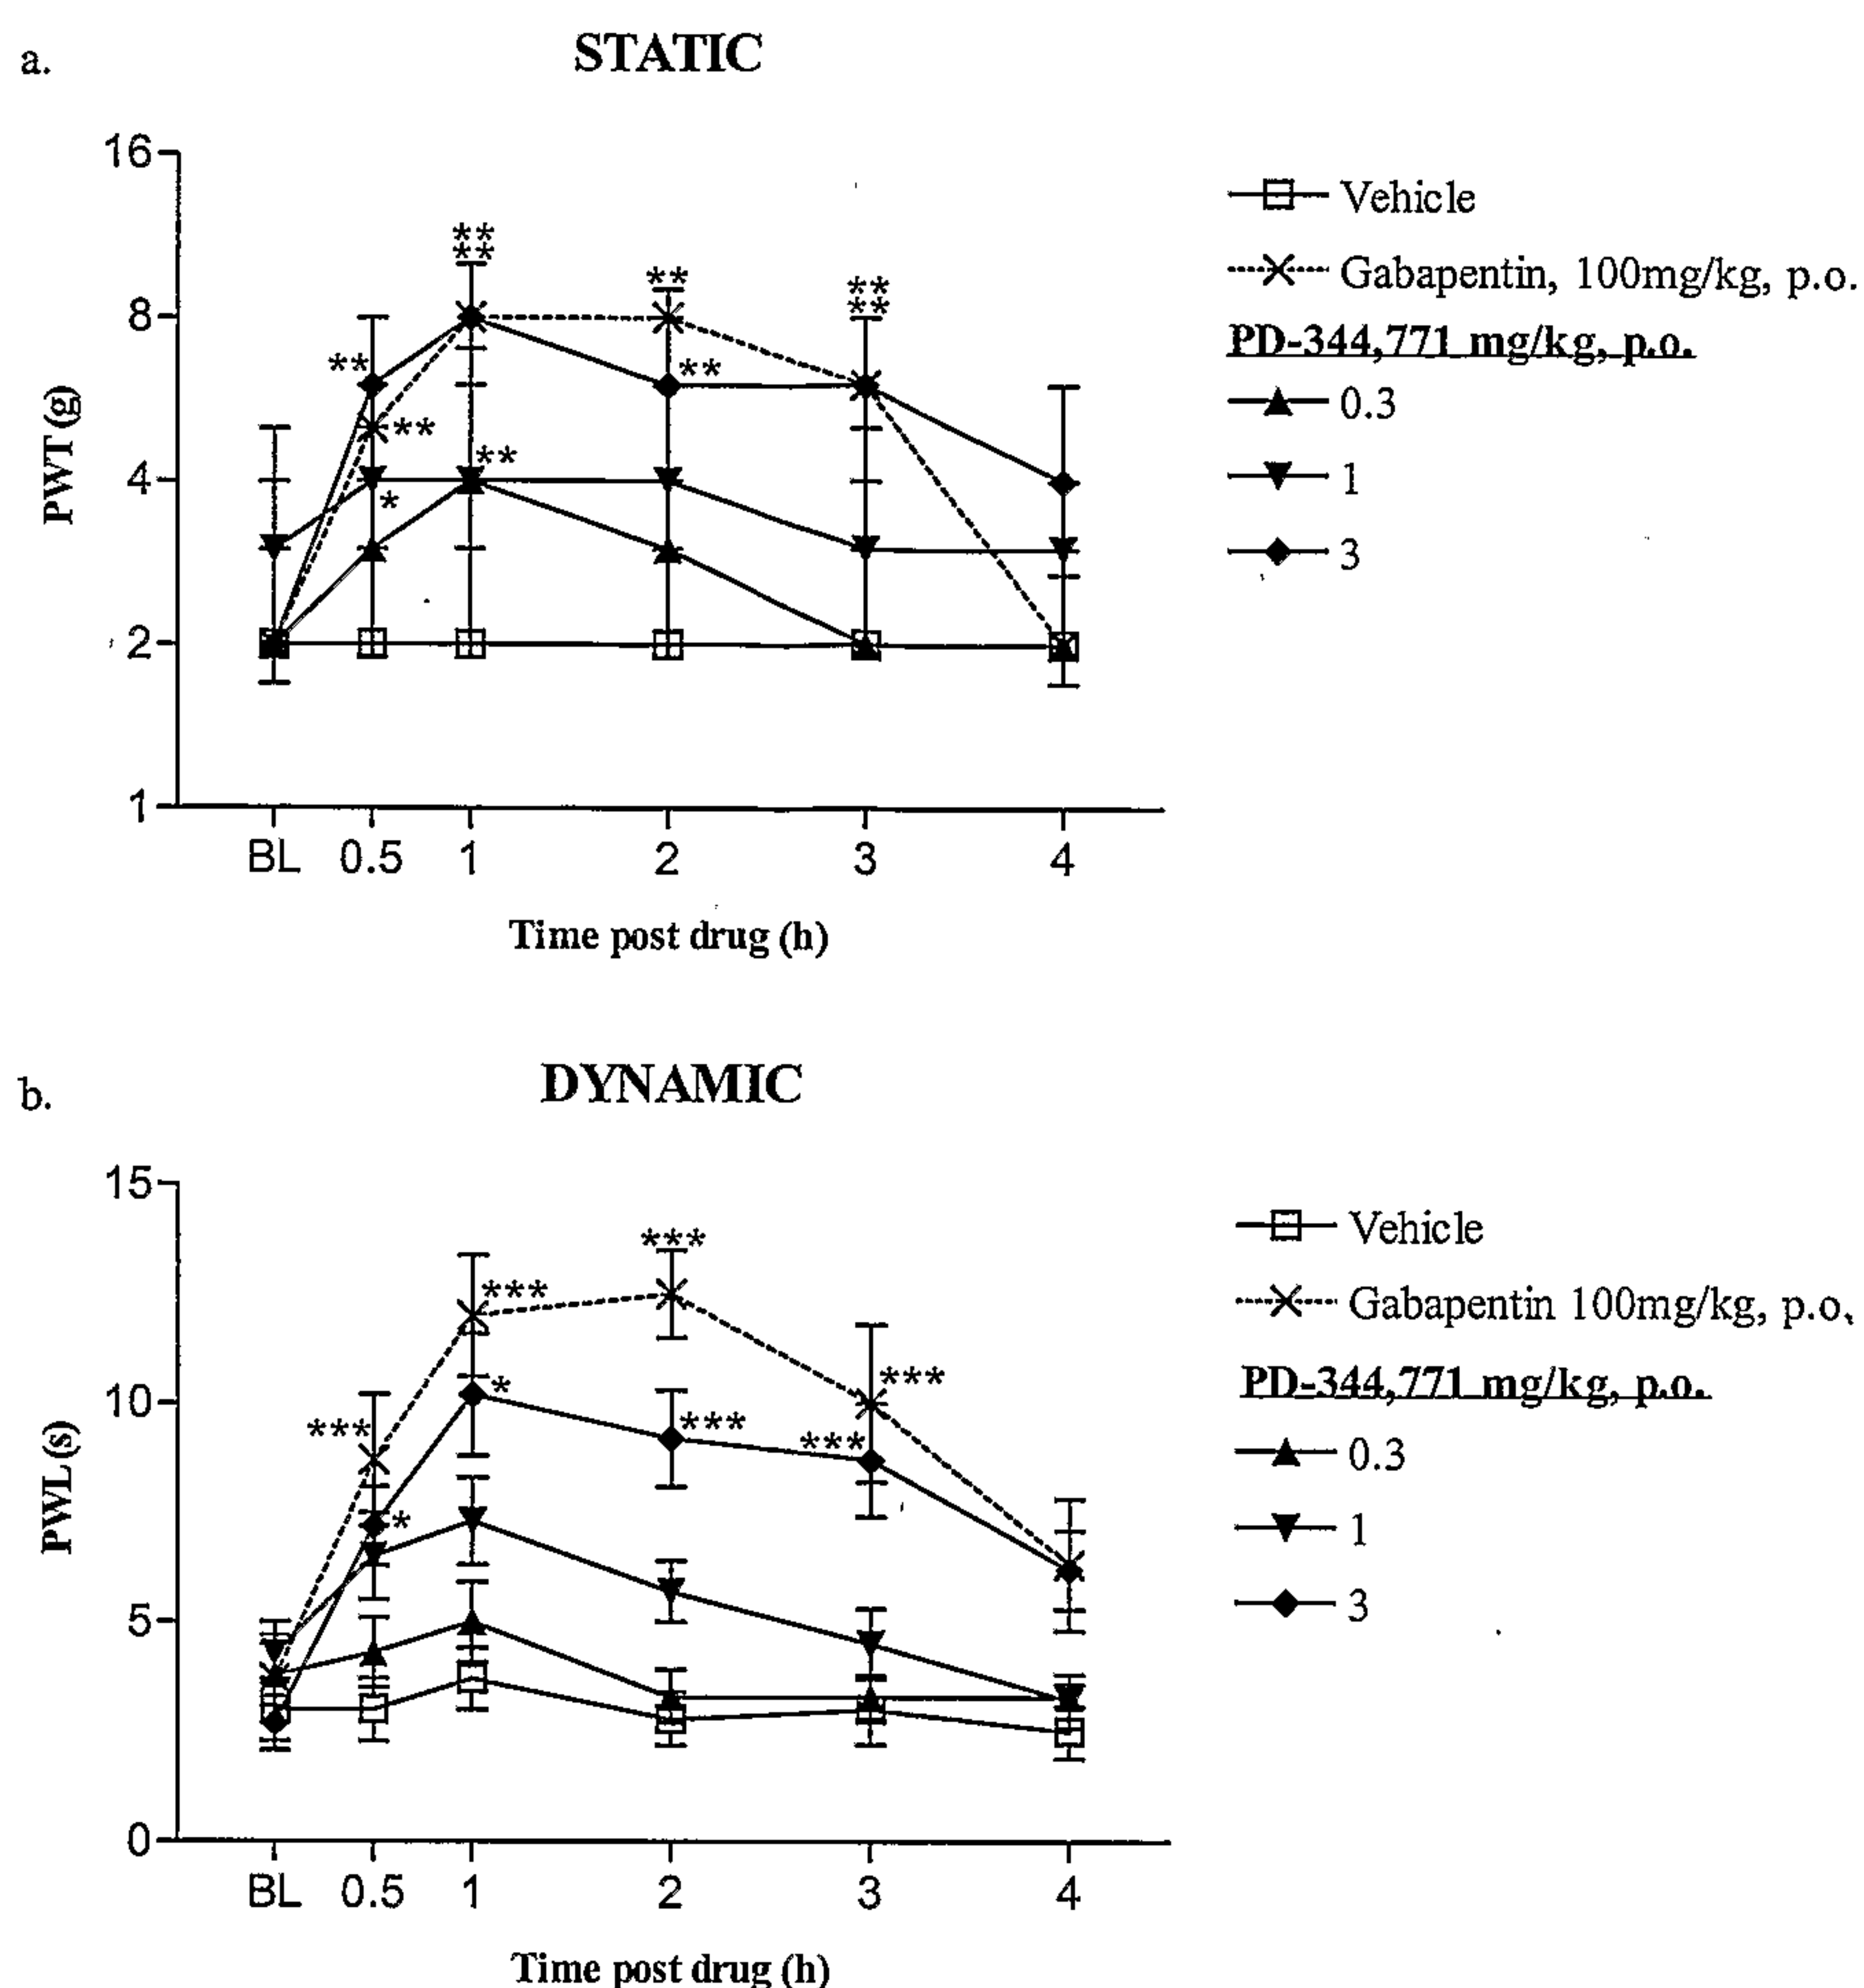 a.
STATIC
16
8
4
2
1
PWT (g)
**
**
**
**
**
*
**
**
**
**
BL 0.5 1 2 3 4
Time post drug (h)
Vehicle
Gabapentin, 100mg/kg, p.o.
PD-344,771 mg/kg, p.o.
0.3
1
3
b.
DYNAMIC
15
10
5
0
PWL (s)
***
*
***
*
***
***
***
***
BL 0.5 1 2 3 4
Time post drug (h)
Vehicle
Gabapentin 100mg/kg, p.o.
PD-344,771 mg/kg, p.o.
0.3
1
3